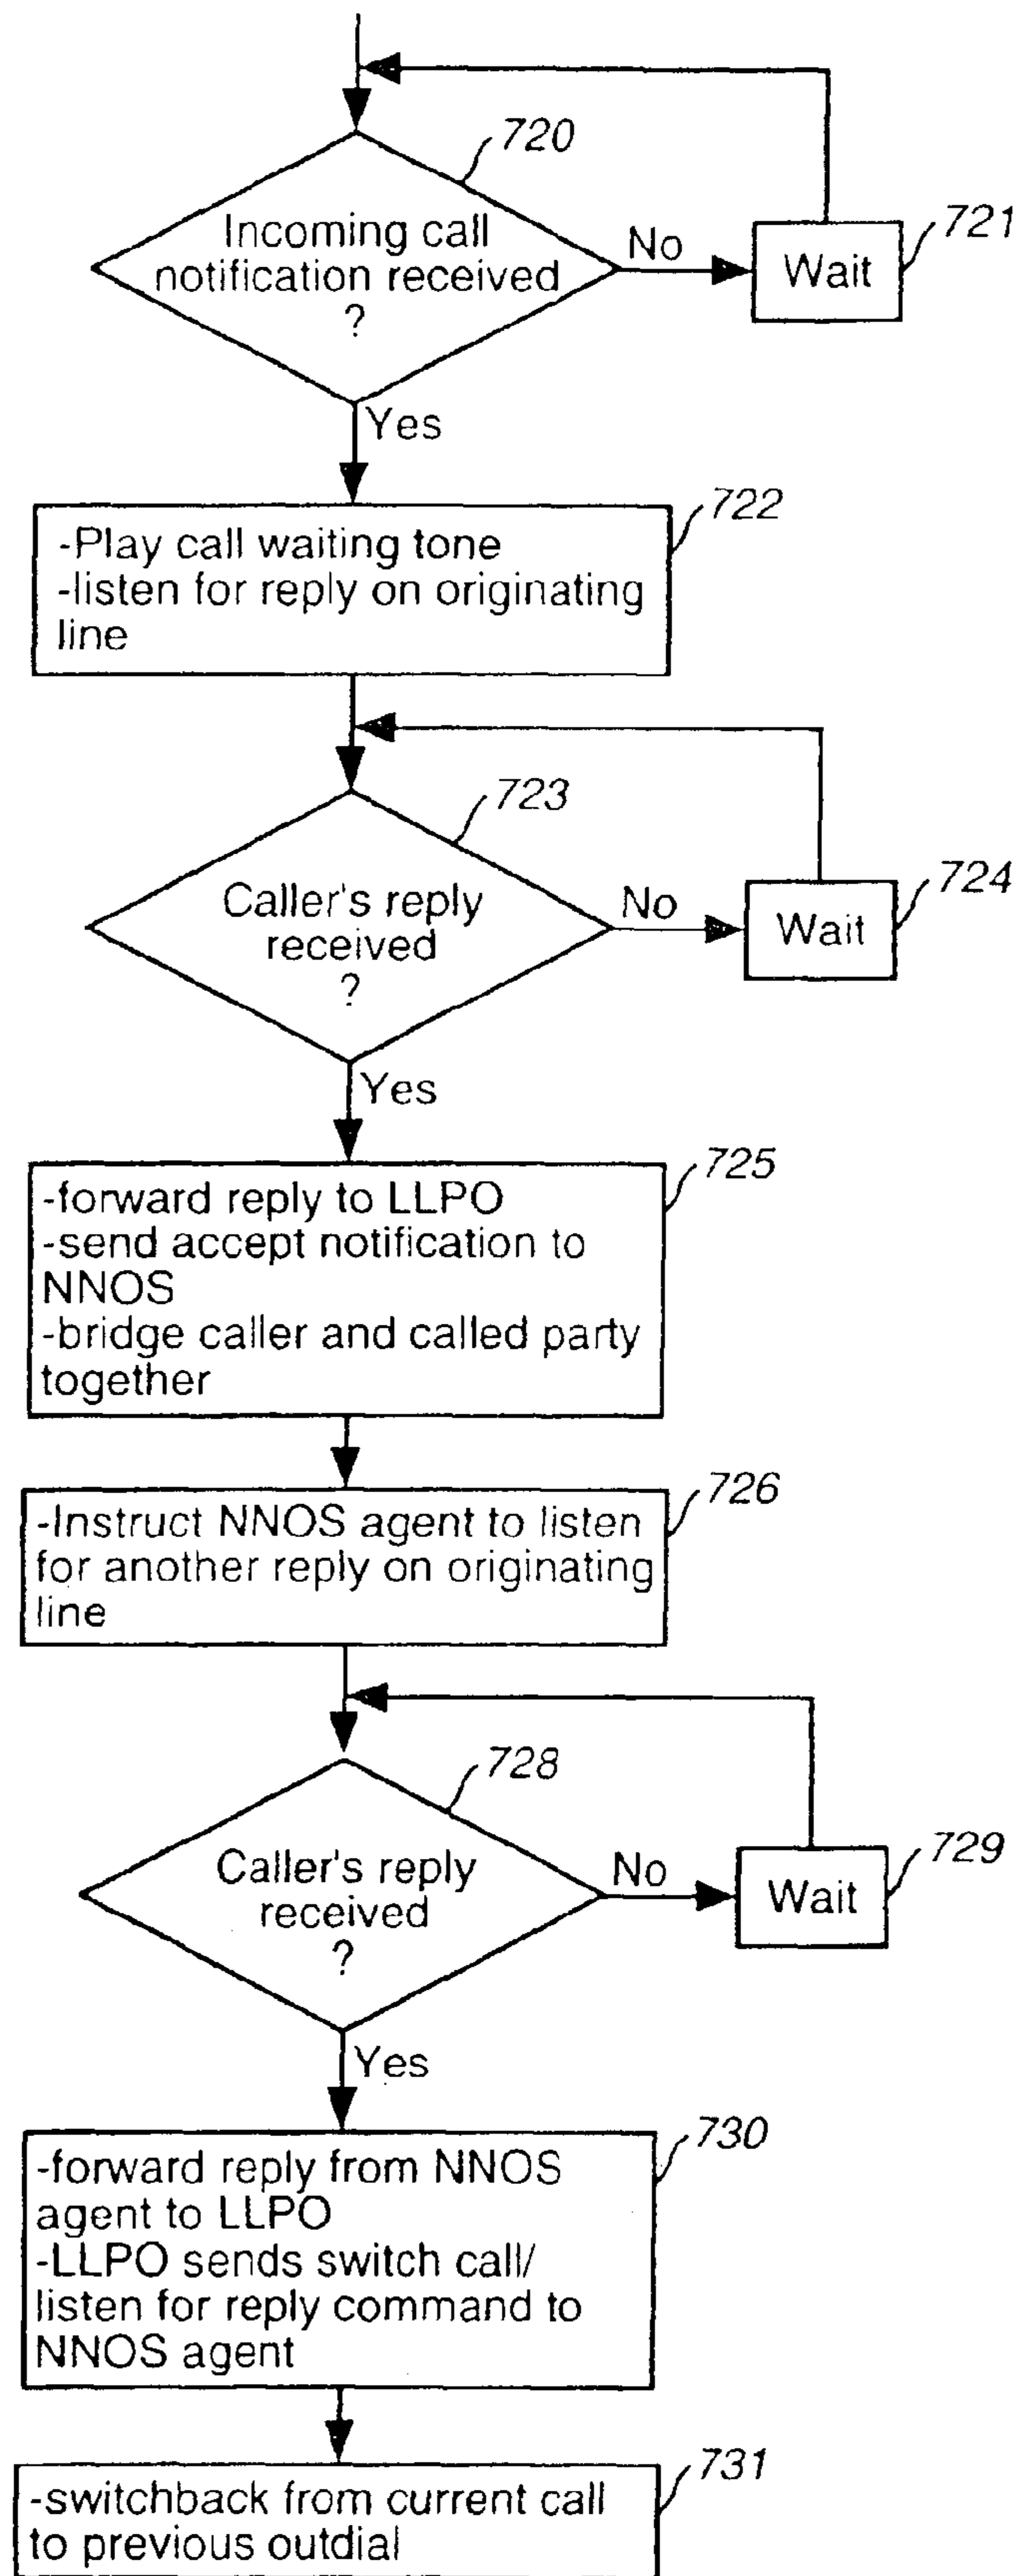 720
Incoming call
notification received
?
No
Wait
721
Yes
722
-Play call waiting tone
-listen for reply on originating
line
723
Caller's reply
received
?
No
Wait
724
Yes
725
-forward reply to LLPO
-send accept notification to
NNOS
-bridge caller and called party
together
726
-Instruct NNOS agent to listen
for another reply on originating
line
728
Caller's reply
received
?
No
Wait
729
Yes
730
-forward reply from NNOS
agent to LLPO
-LLPO sends switch call/
listen for reply command to
NNOS agent
731
-switchback from current call
to previous outdial